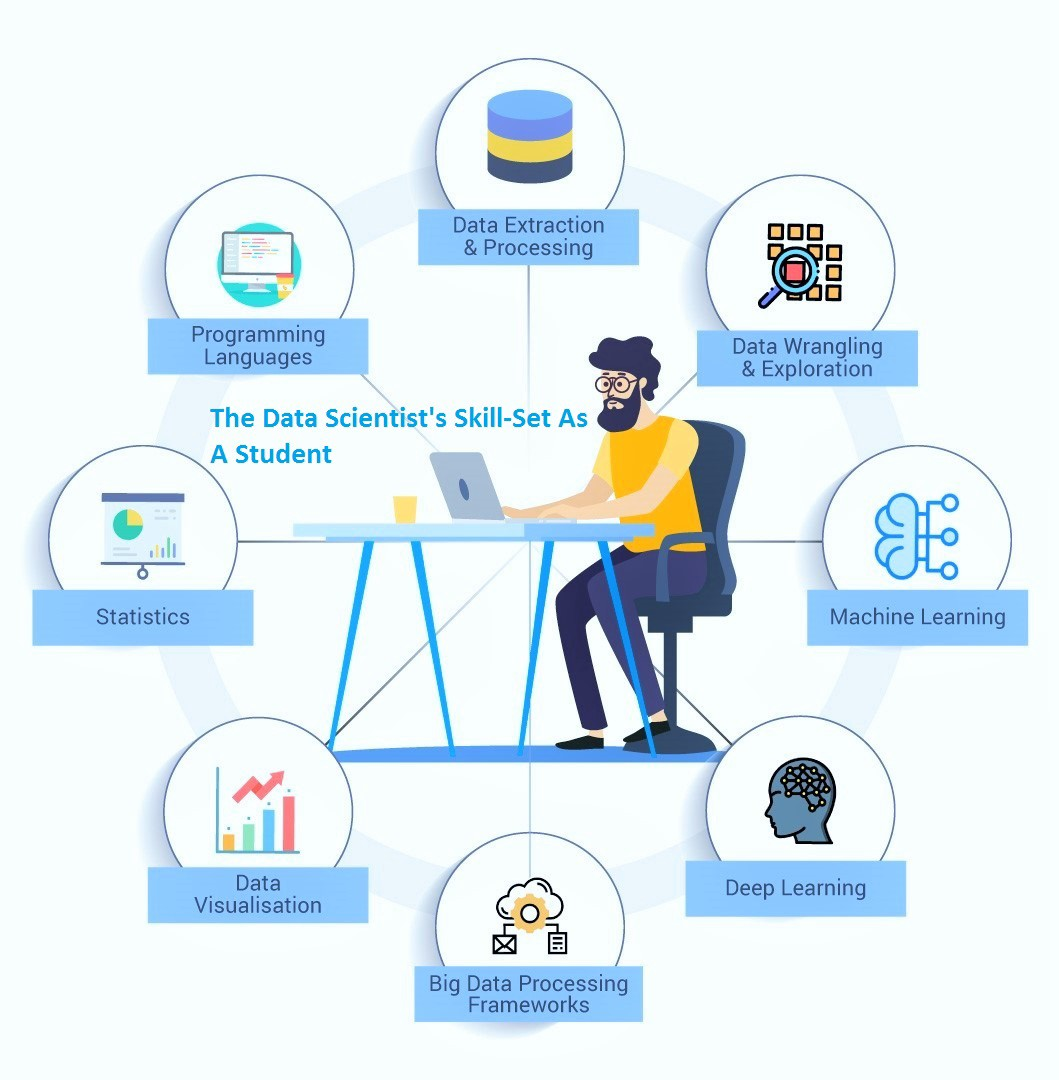 Data Extraction
& Processing
Programming
Languages
Data Wrangling
& Exploration
The Data Scientist's Skill-Set As
A Student
Statistics
Machine Learning
Data
Visualisation
Deep Learning
Big Data Processing
Frameworks